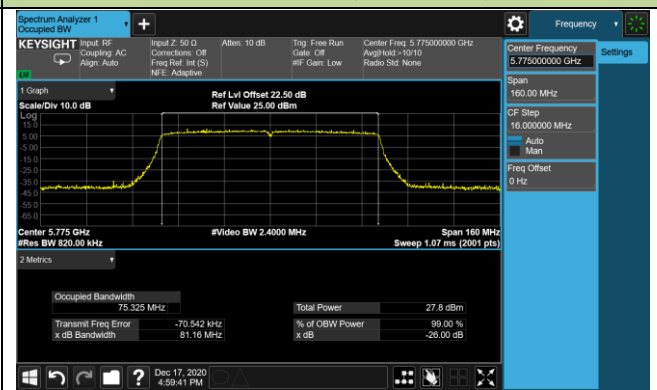 Spectrum Analyzer 1
Occupied BW
Frequency
KEYSIGHT
Input: RF
Coupling: AC
Align: Auto
Input Z: 50 Ω
Corrections: Off
Freq Ref: Int (S)
NFE: Adaptive
Atten: 10 dB
Trig: Free Run
Gate: Off
#IF Gain: Low
Center Freq: 5.775000000 GHz
Avg|Hold:>10/10
Radio Std: None
Center Frequency
5.775000000 GHz
Settings
Span
160.00 MHz
CF Step
16.000000 MHz
Auto
Man
Freq Offset
0 Hz
1 Graph
Scale/Div 10.0 dB
Ref Lvl Offset 22.50 dB
Ref Value 25.00 dBm
Log
15.0
5.00
-5.00
-15.0
-25.0
-35.0
-45.0
-55.0
-65.0
Center 5.775 GHz
#Res BW 820.00 kHz
#Video BW 2.4000 MHz
Span 160 MHz
Sweep 1.07 ms (2001 pts)
2 Metrics
Occupied Bandwidth
75.325 MHz
Total Power 27.8 dBm
Transmit Freq Error -70.542 kHz
% of OBW Power 99.00 %
x dB Bandwidth 81.16 MHz
x dB -26.00 dB
Dec 17, 2020
4:59:41 PM